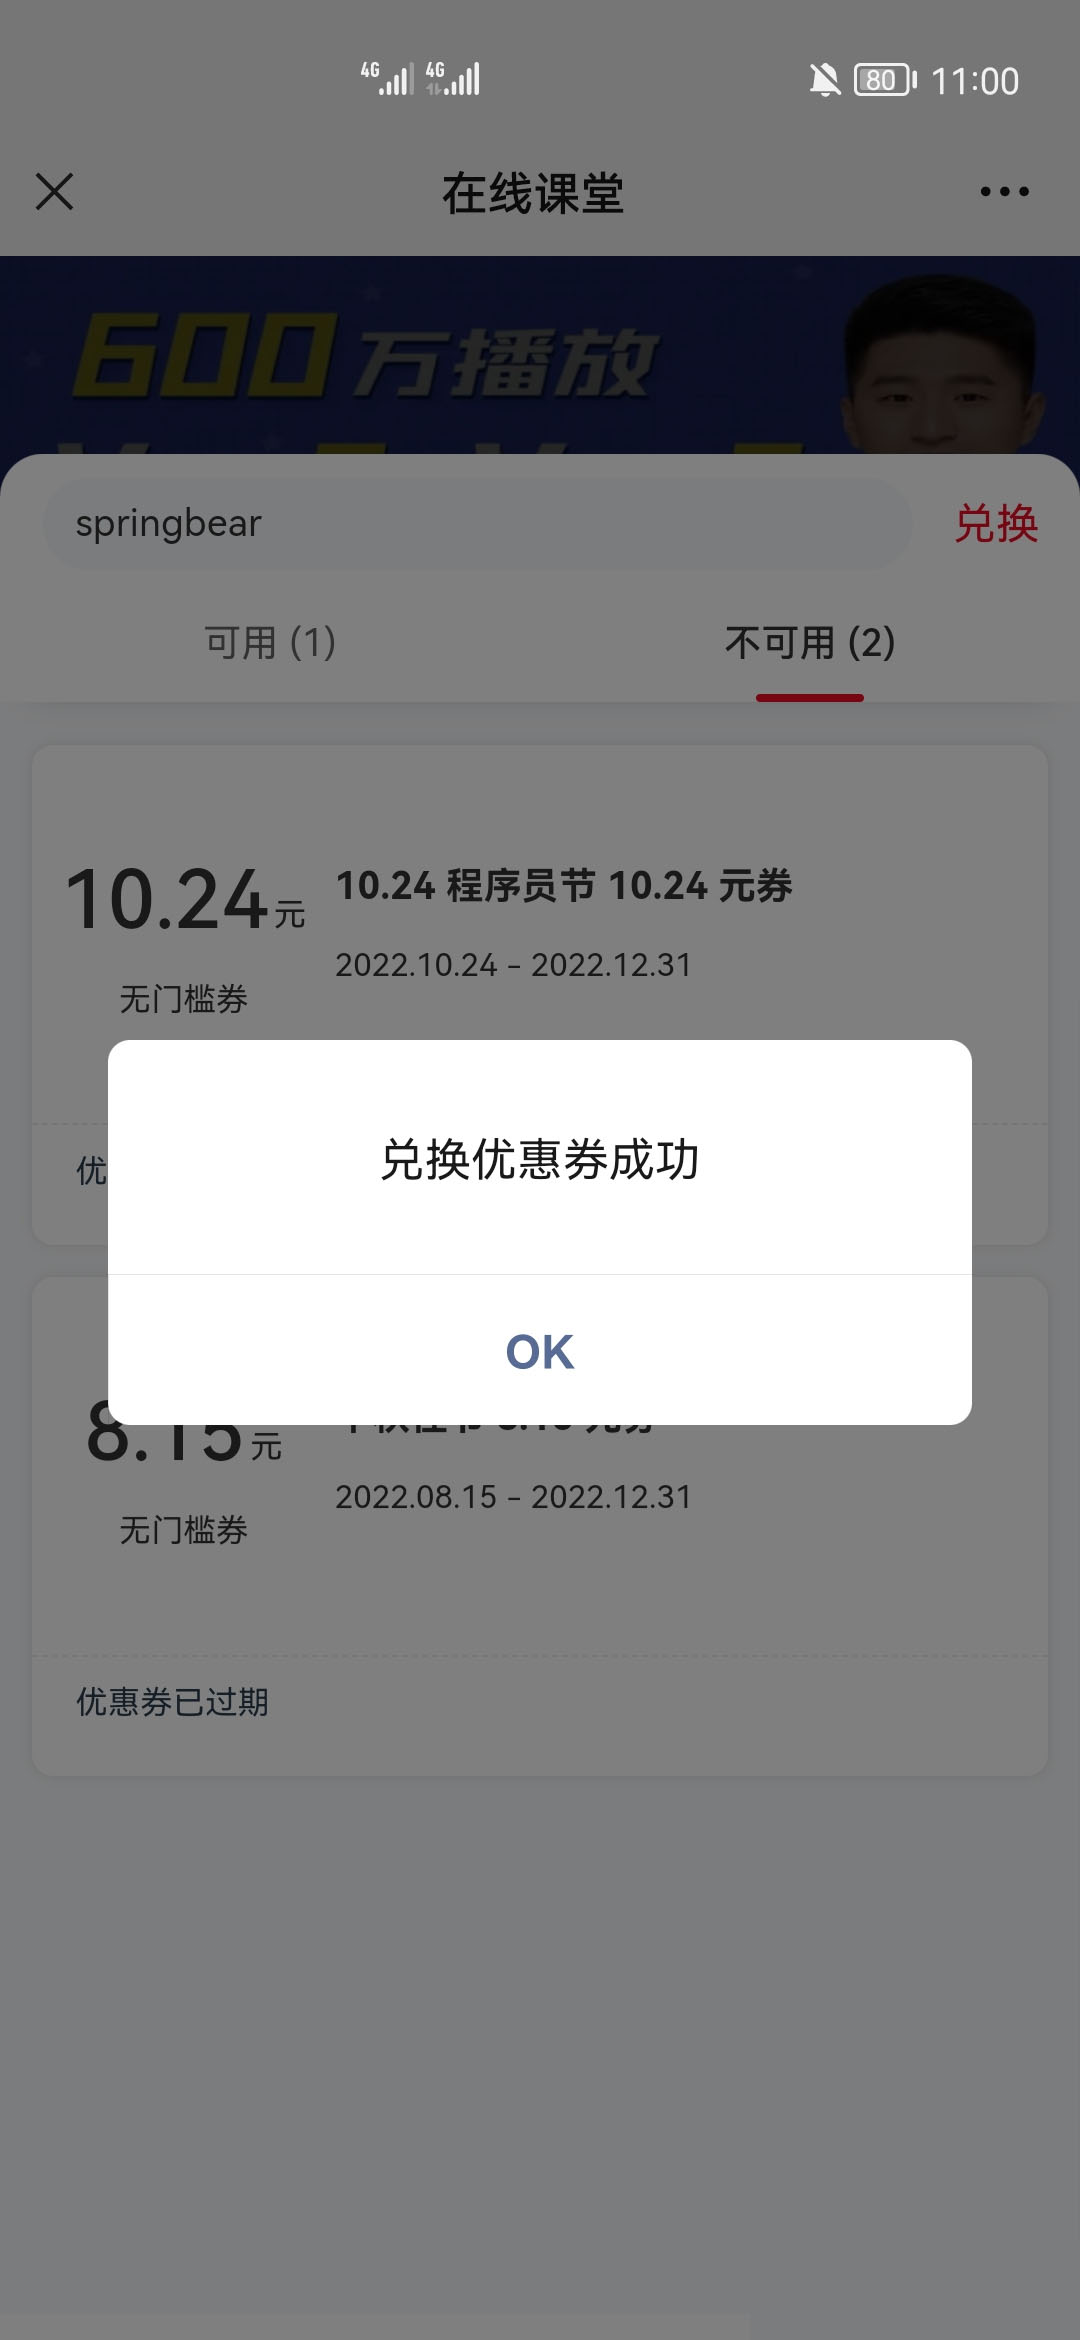 4G 4G 80 11:00
在线课堂
600 万播放
springbear
兑换
可用 (1)
不可用 (2)
10.24元
10.24 程序员节 10.24 元券
2022.10.24 - 2022.12.31
无门槛券
优
兑换优惠券成功
OK
8.15元
2022.08.15 - 2022.12.31
无门槛券
优惠券已过期